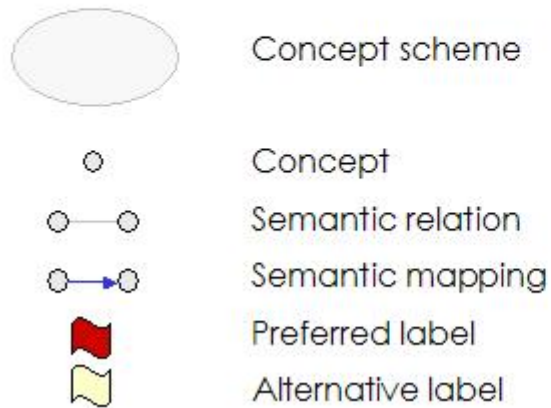 Concept scheme
Concept
Semantic relation
Semantic mapping
Preferred label
Alternative label